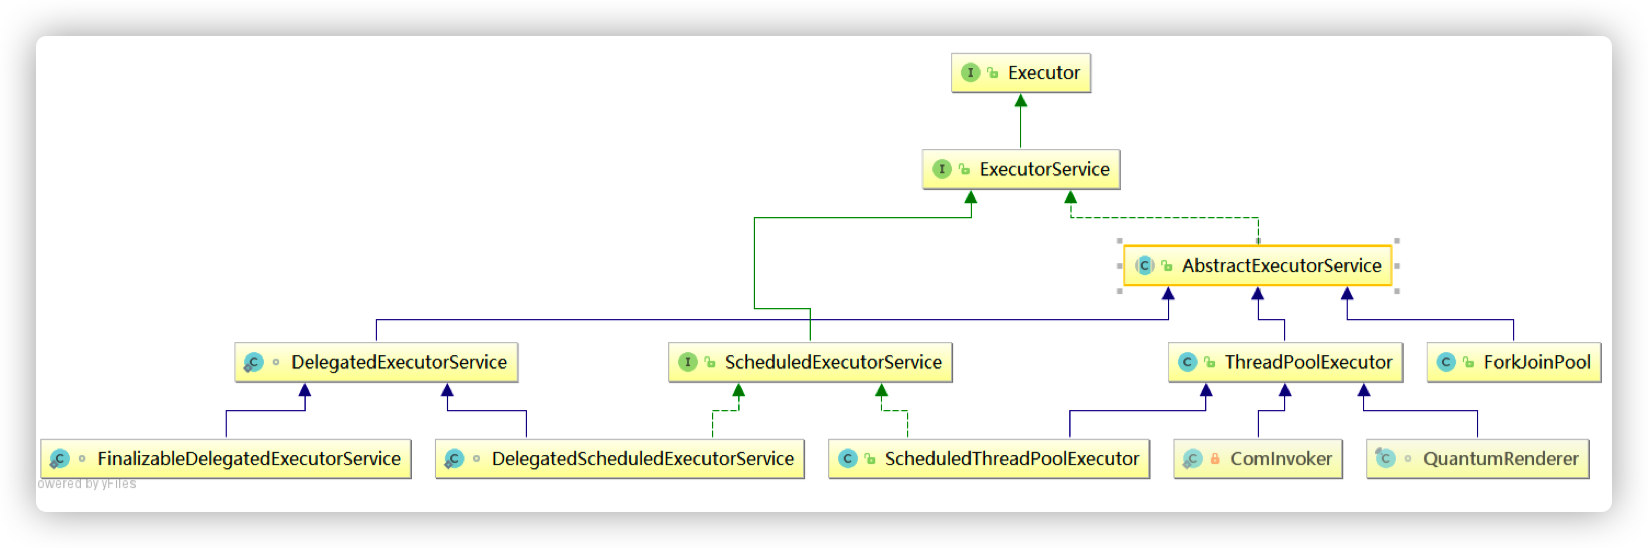 Executor
ExecutorService
AbstractExecutorService
DelegatedExecutorService
ScheduledExecutorService
ThreadPoolExecutor
ForkJoinPool
FinalizableDelegatedExecutorService
DelegatedScheduledExecutorService
ScheduledThreadPoolExecutor
ComInvoker
QuantumRenderer
owered by yFiles